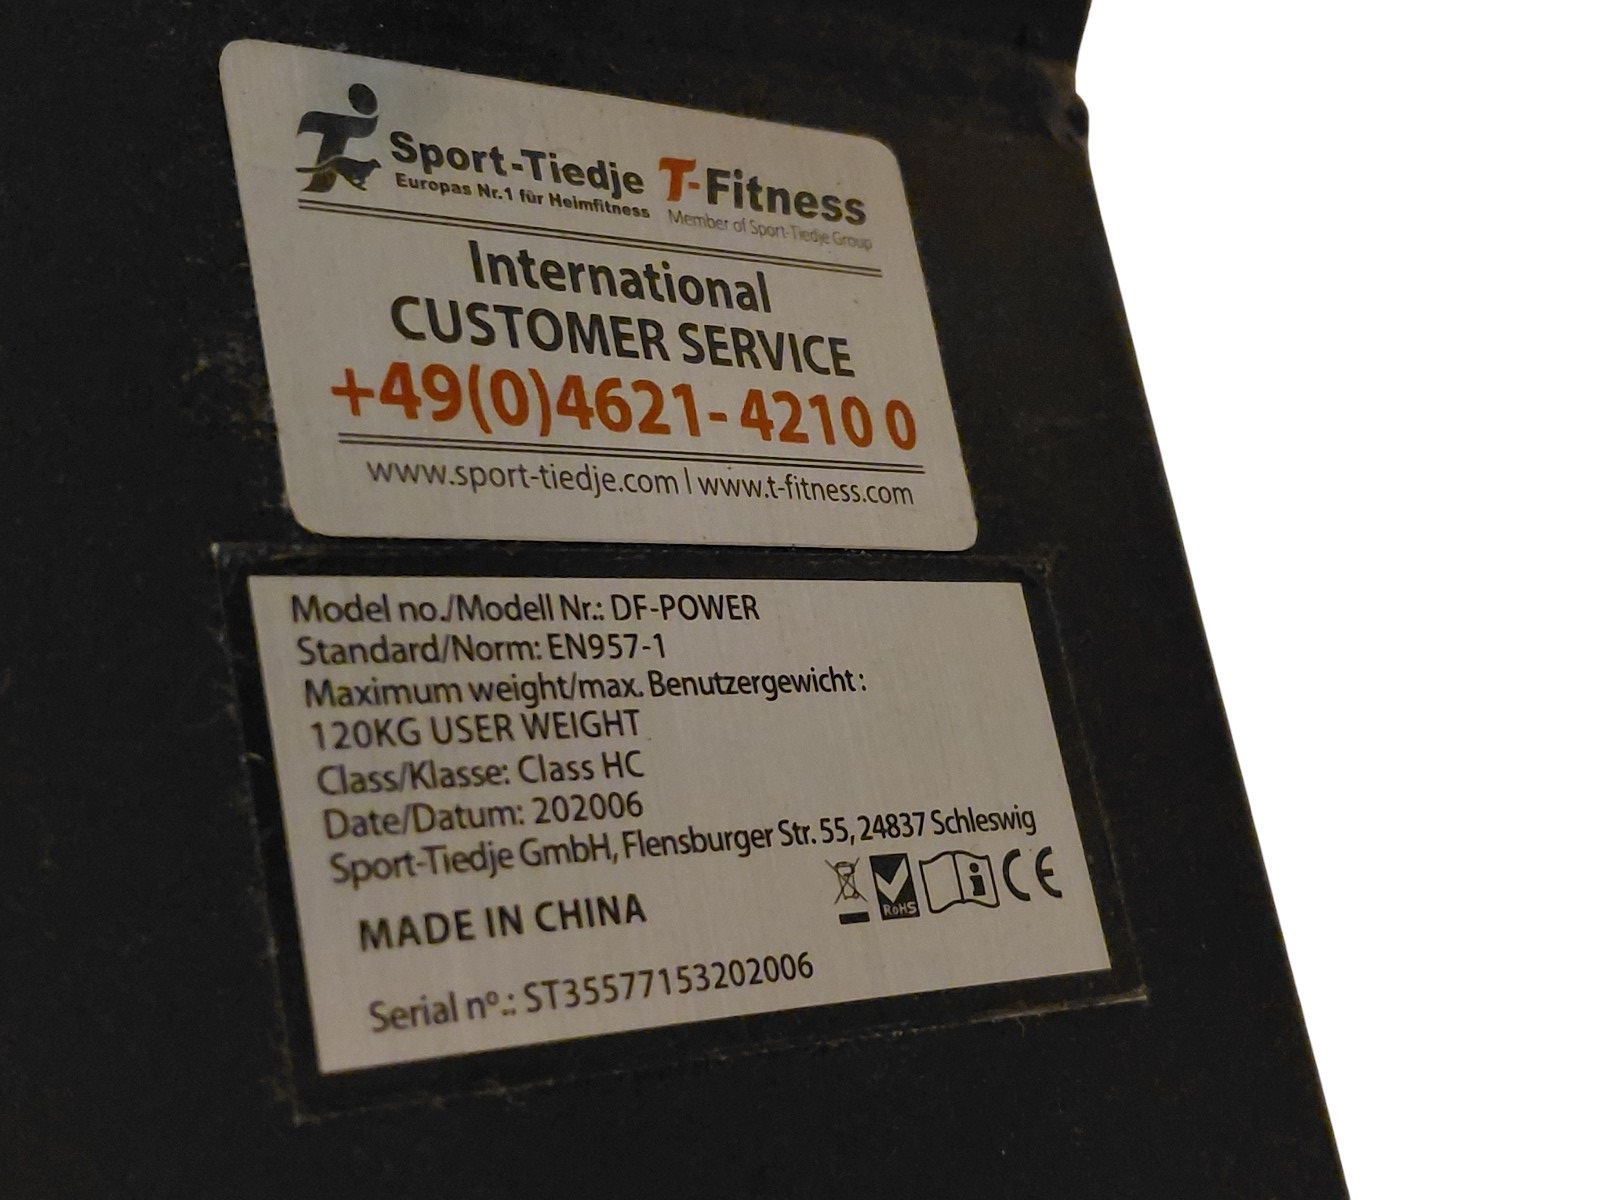 Sport-Tiedje T-Fitness
Europas Nr.1 für Heimfitness Member of Sport-Tiedje Group
International
CUSTOMER SERVICE
+49(0)4621-4210 0
www.sport-tiedje.com | www.t-fitness.com
Model no./Modell Nr.: DF-POWER
Standard/Norm: EN957-1
Maximum weight/max. Benutzergewicht :
120KG USER WEIGHT
Class/Klasse: Class HC
Date/Datum: 202006
Sport-Tiedje GmbH, Flensburger Str. 55, 24837 Schleswig
RoHS CE
MADE IN CHINA
Serial nº.: ST35577153202006